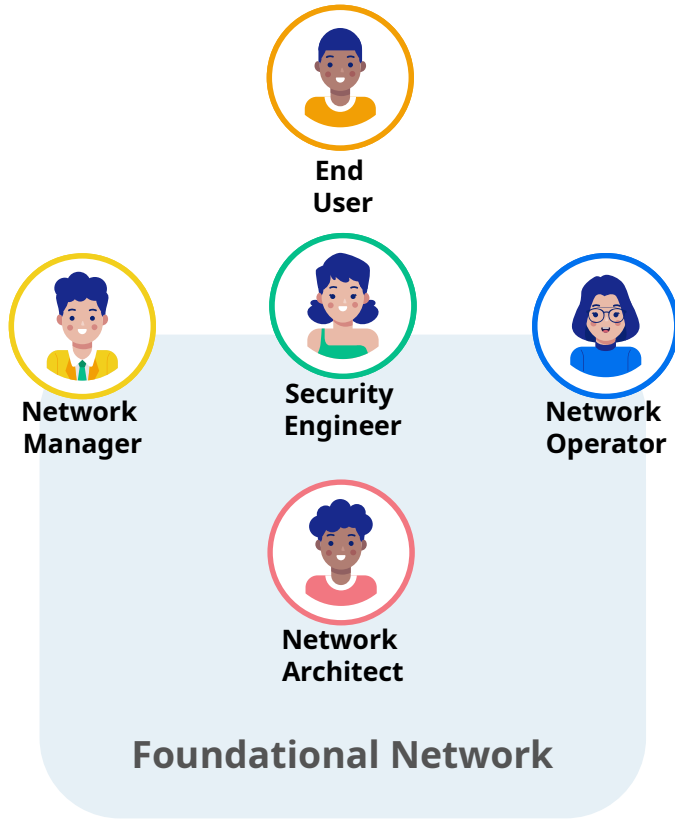 End
User
Security
Engineer
Network
Manager
Network
Operator
Network
Architect
Foundational Network